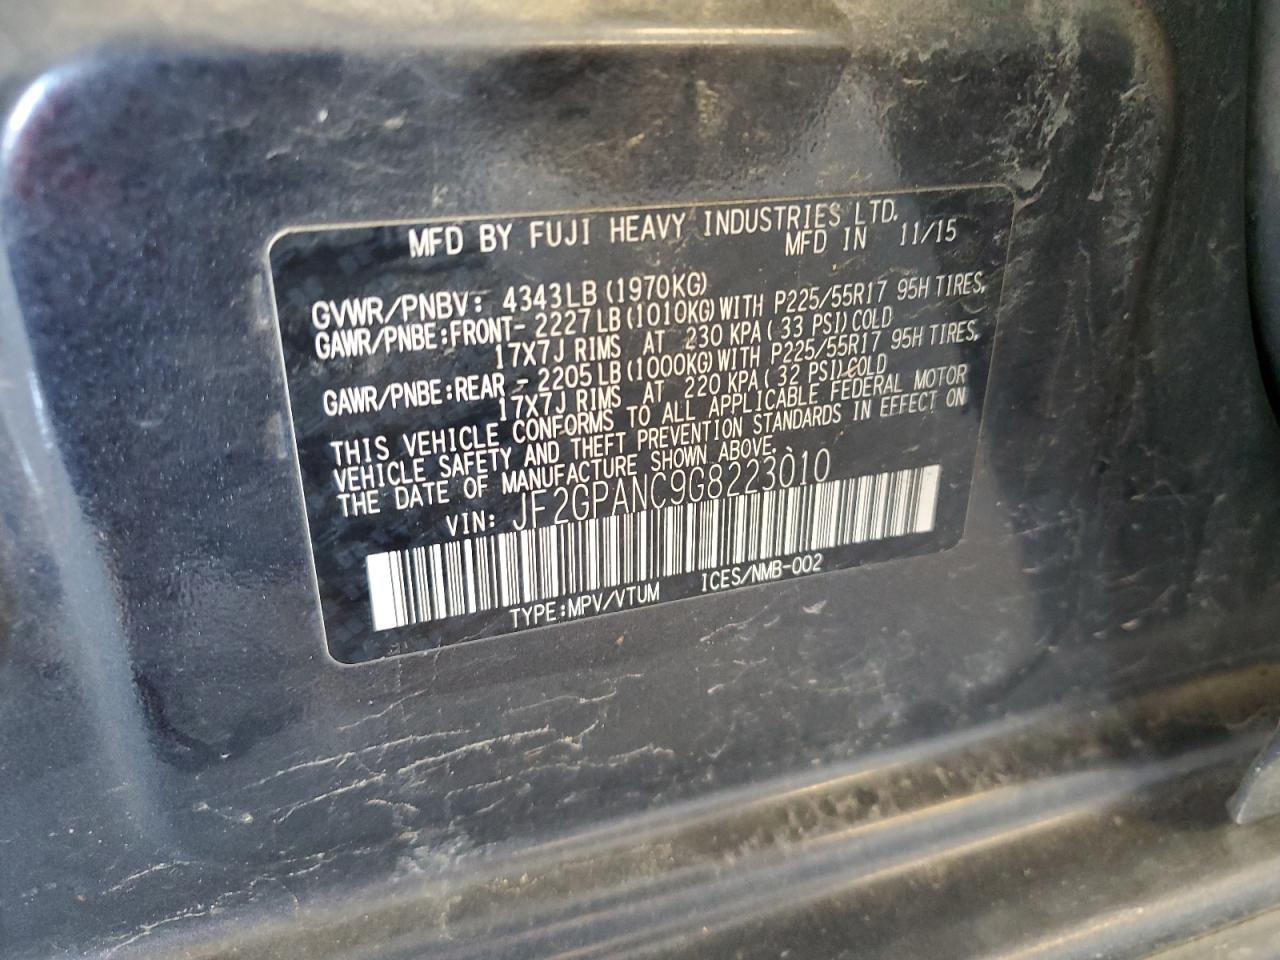 MFD BY FUJI HEAVY INDUSTRIES LTD.
MFD IN 11/15
GVWR/PNBV: 4343LB (1970KG)
GAWR/PNBE:FRONT- 2227LB (1010KG) WITH P225/55R17 95H TIRES,
17X7J RIMS AT 230 KPA ( 33 PSI) COLD
GAWR/PNBE:REAR - 2205LB (1000KG) WITH P225/55R17 95H TIRES,
17X7J RIMS AT 220 KPA ( 32 PSI) COLD
THIS VEHICLE CONFORMS TO ALL APPLICABLE FEDERAL MOTOR
VEHICLE SAFETY AND THEFT PREVENTION STANDARDS IN EFFECT ON
THE DATE OF MANUFACTURE SHOWN ABOVE.
VIN: JF2GPANC9G8223010
TYPE:MPV/VTUM ICES/NMB-002